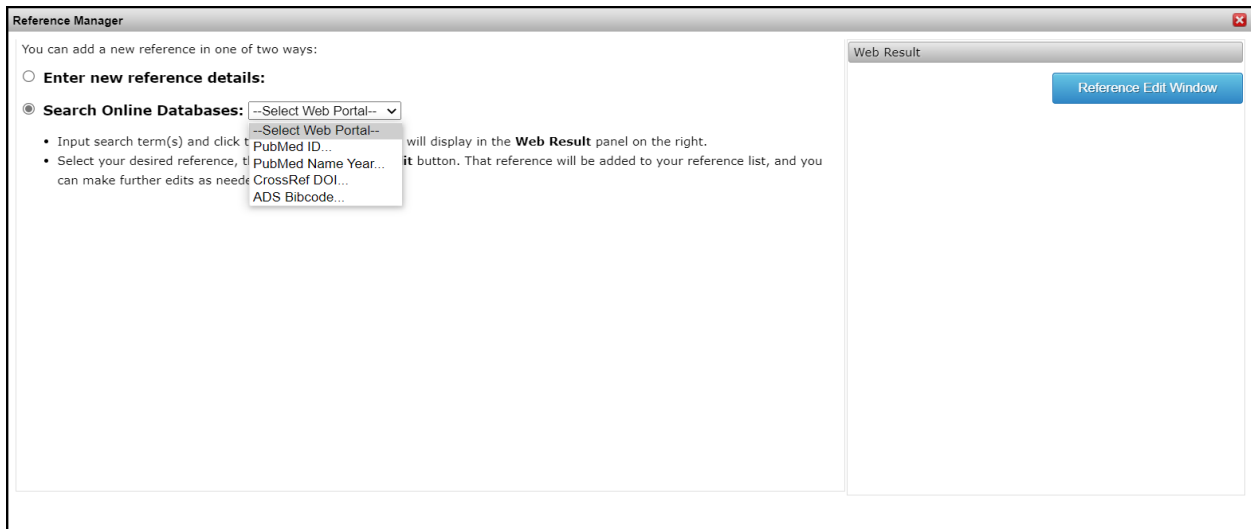 Reference Manager
You can add a new reference in one of two ways:
Enter new reference details:
Search Online Databases: --Select Web Portal--
--Select Web Portal--
PubMed ID...
PubMed Name Year...
CrossRef DOI...
ADS Bibcode...
• Input search term(s) and click will display in the Web Result panel on the right.
• Select your desired reference, button. That reference will be added to your reference list, and you
can make further edits as
Web Result
Reference Edit Window